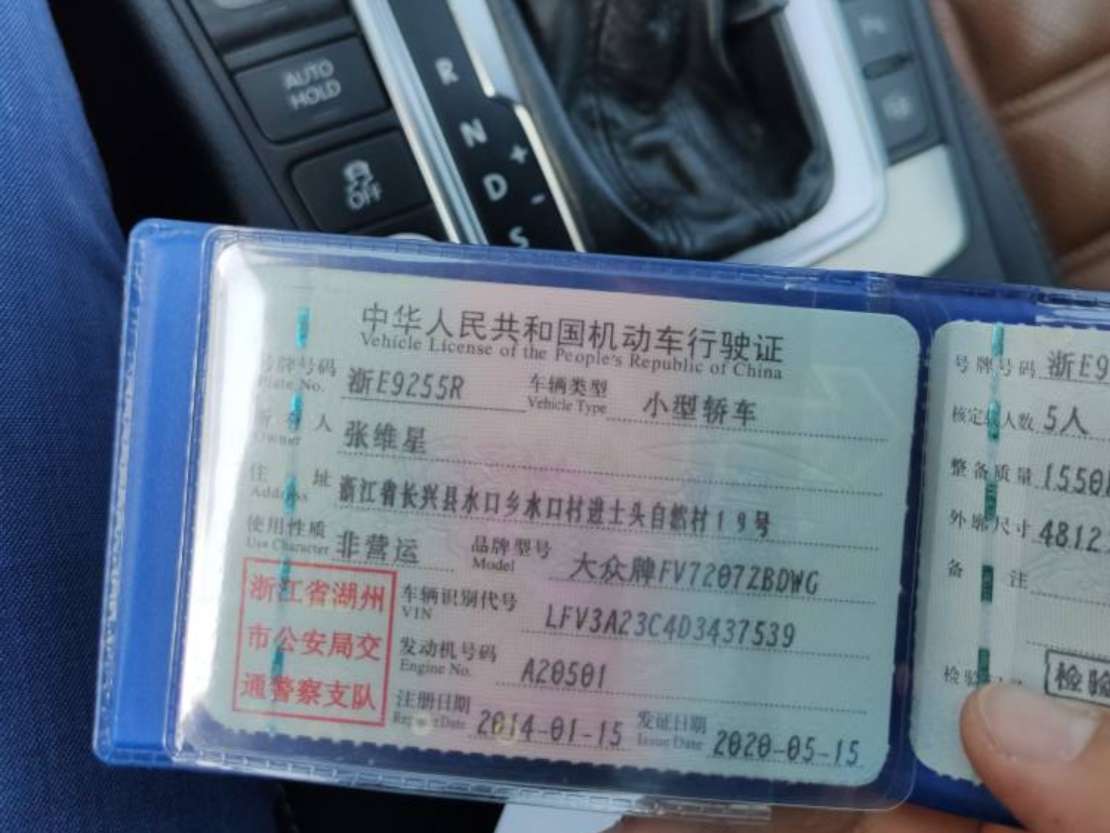 AUTO
HOLD
OFF
R
N
D
S
+
-
中华人民共和国机动车行驶证
Vehicle License of the People's Republic of China
号牌号码 浙E9255R 车辆类型 小型轿车
Plate No. Vehicle Type
所有人 张维星
Owner
住址 浙江省长兴县水口乡水口村进士头自然村19号
Address
使用性质 非营运 品牌型号 大众牌FV7207ZBDWG
Use Character Model
浙江省湖州
市公安局交
通警察支队
车辆识别代号 LFV3A23C4D3437539
VIN
发动机号码 A20501
Engine No.
注册日期 2014-01-15 发证日期 2020-05-15
Register Date Issue Date
号牌号码 浙E9
核定载人数 5人
整备质量 1550
外廓尺寸 4812
备注
检验